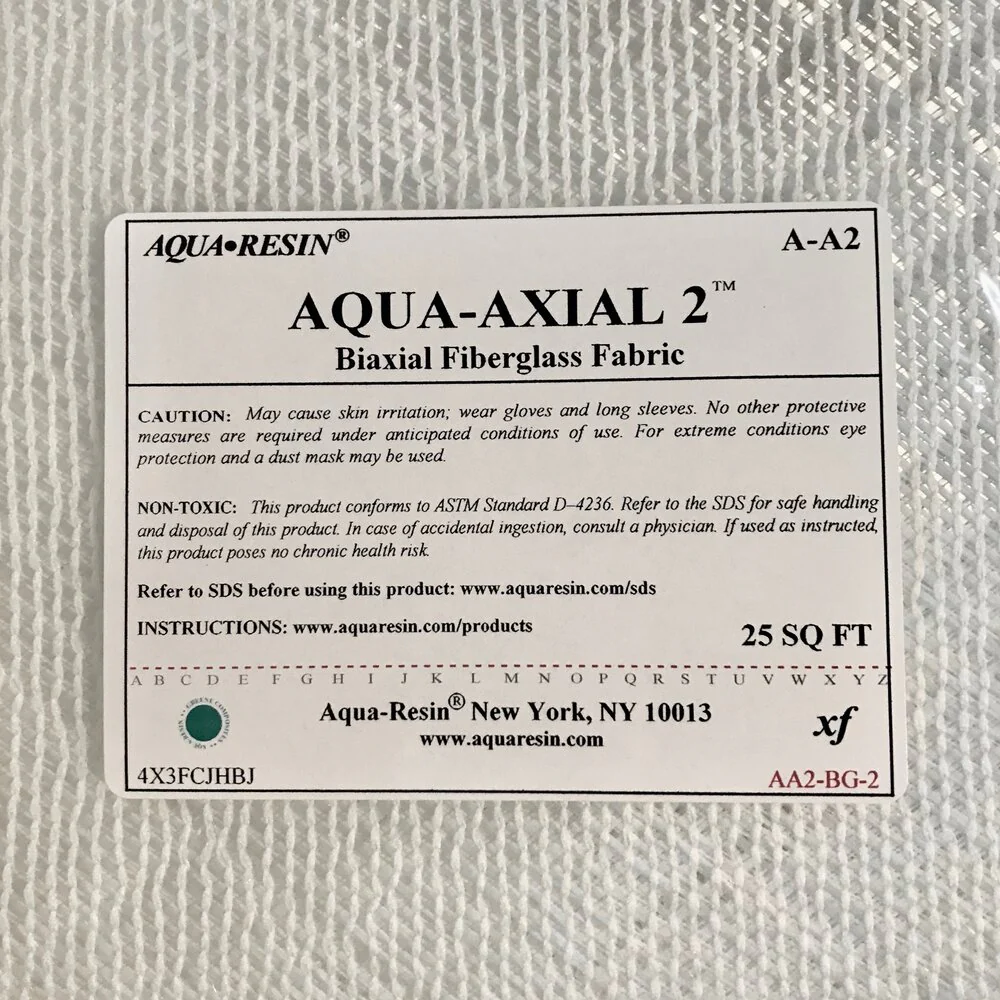 AQUA•RESIN®
A-A2
AQUA-AXIAL 2™
Biaxial Fiberglass Fabric
CAUTION: May cause skin irritation; wear gloves and long sleeves. No other protective
measures are required under anticipated conditions of use. For extreme conditions eye
protection and a dust mask may be used.
NON-TOXIC: This product conforms to ASTM Standard D–4236. Refer to the SDS for safe handling
and disposal of this product. In case of accidental ingestion, consult a physician. If used as instructed,
this product poses no chronic health risk.
Refer to SDS before using this product: www.aquaresin.com/sds
INSTRUCTIONS: www.aquaresin.com/products
25 SQ FT
A B C D E F G H I J K L M N O P Q R S T U V W X Y Z
Aqua-Resin® New York, NY 10013
www.aquaresin.com
xf
4X3FCJHBJ
AA2-BG-2